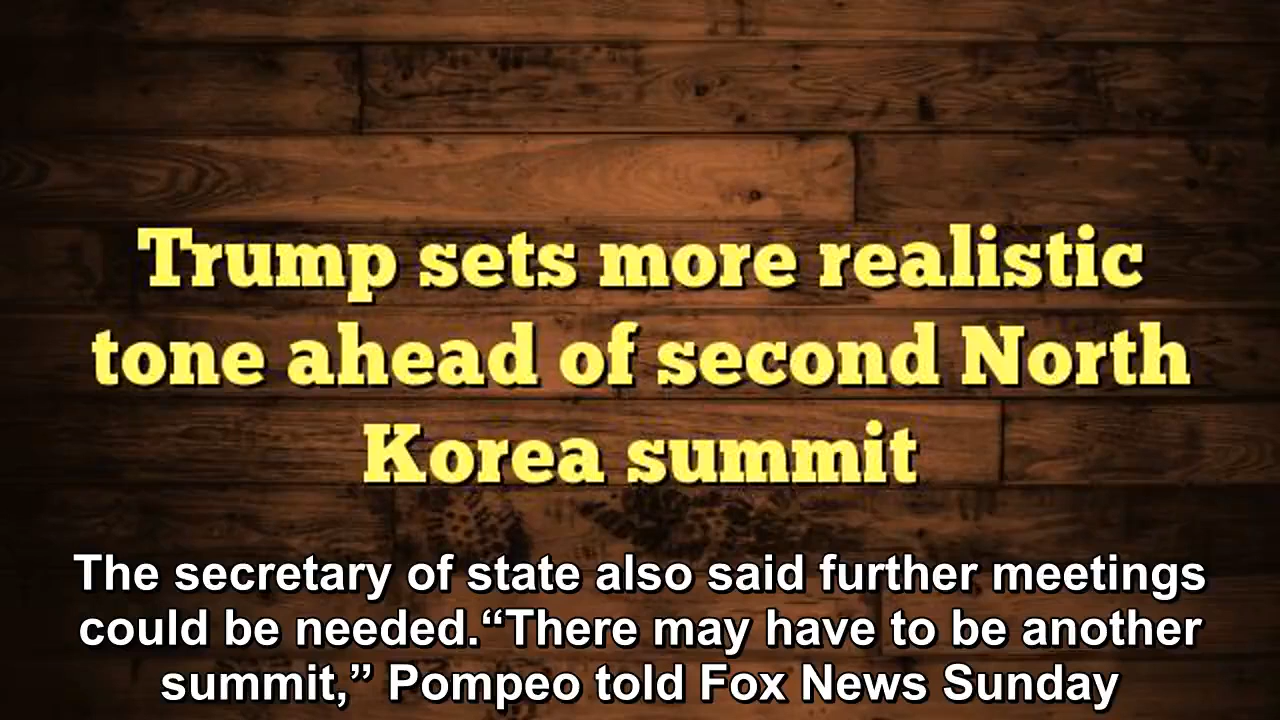 Trump sets more realistic
tone ahead of second North
Korea summit
The secretary of state also said further meetings
could be needed.“There may have to be another
summit,” Pompeo told Fox News Sunday